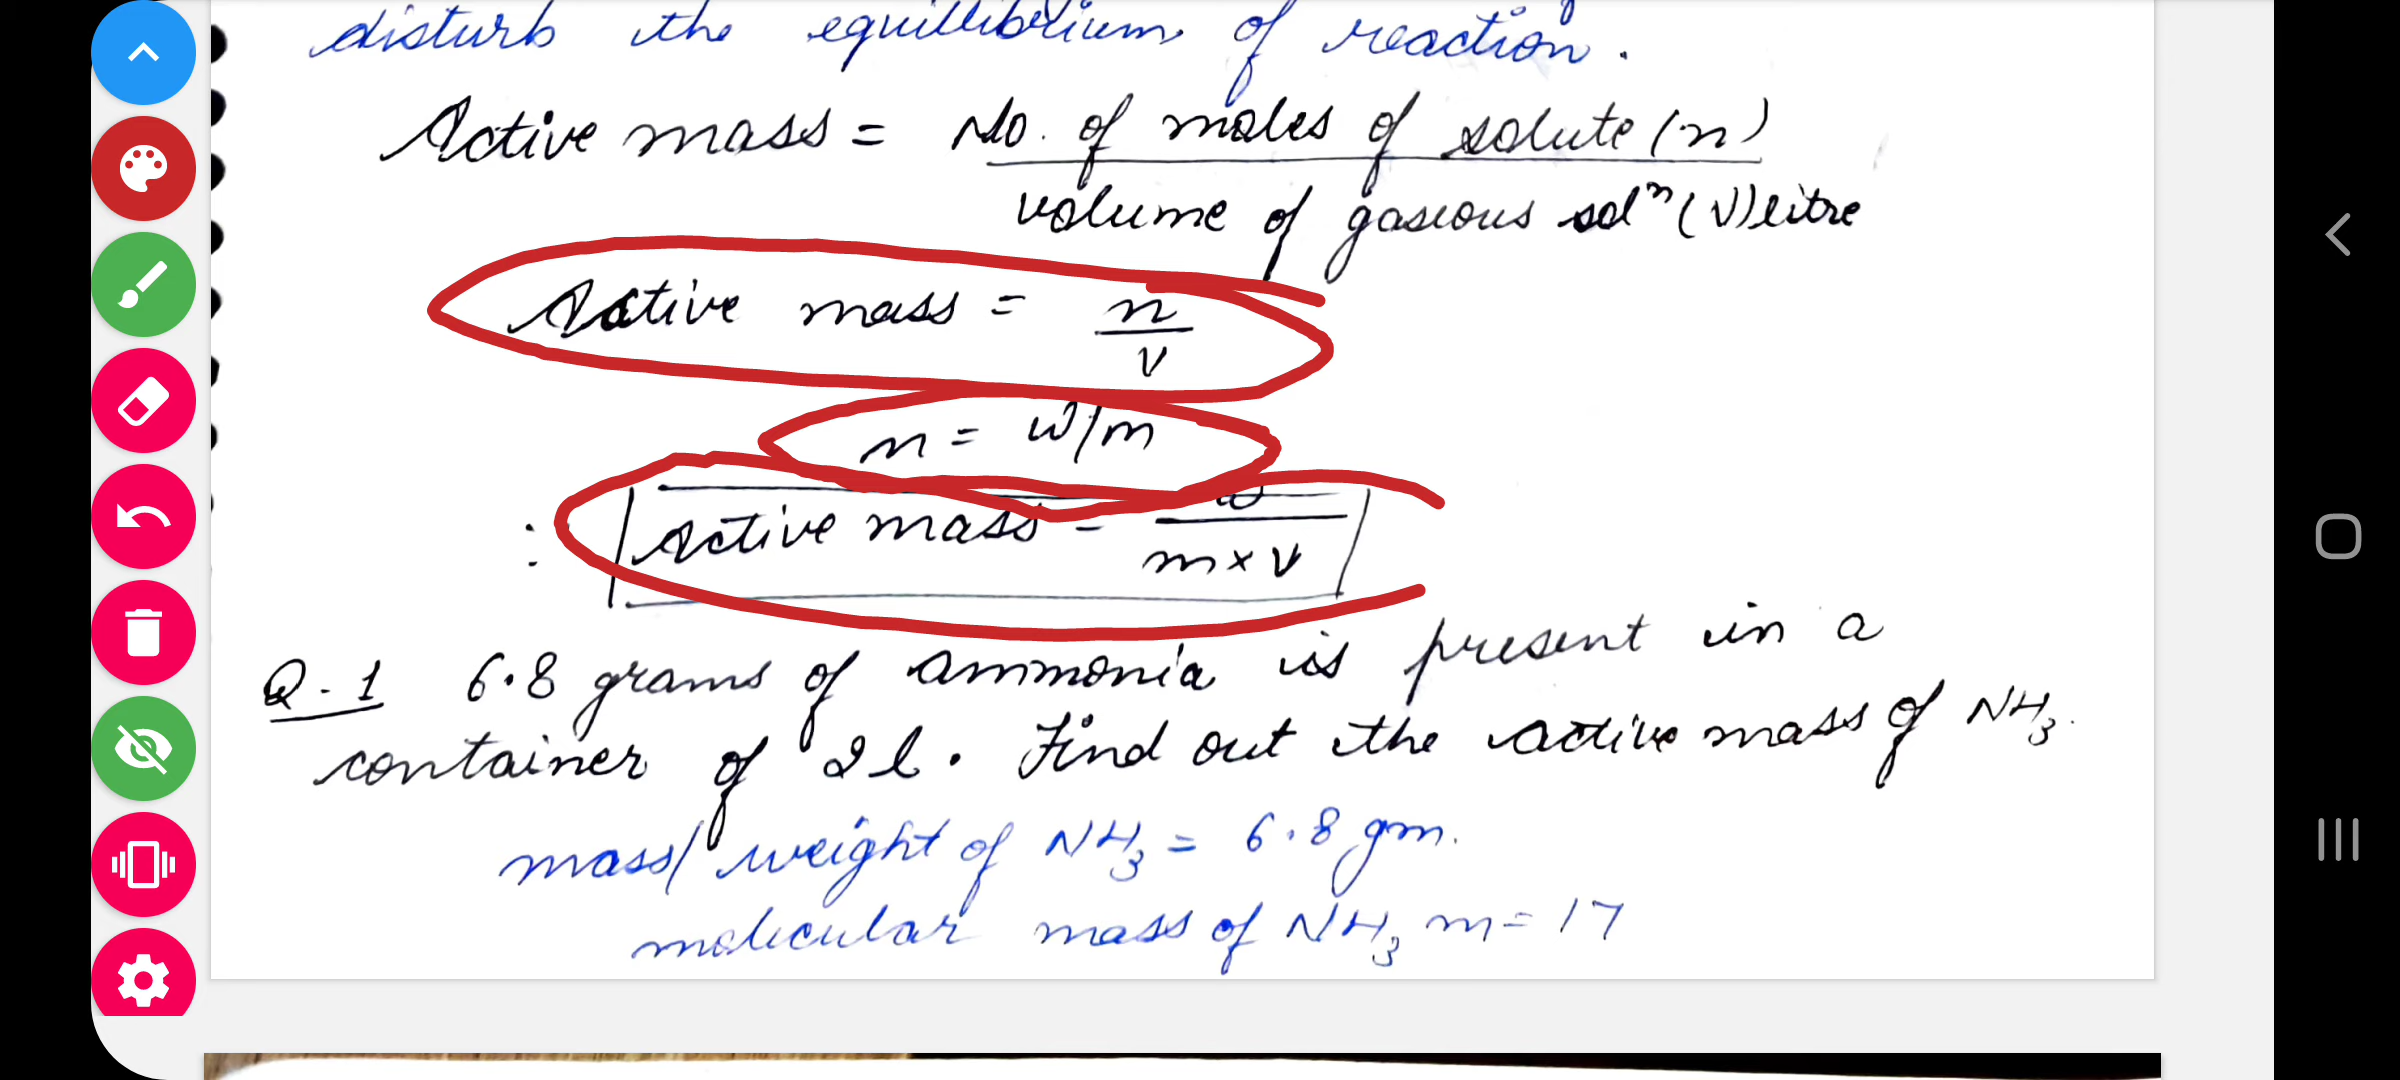 disturb the equillibrium of reaction.
Active mass = No. of moles of solute (n)
volume of gaseous solⁿ (V) litre
Active mass = n
v
n = w/m
: Active mass = w
m × v
Q.1 6.8 grams of ammonia is present in a
container of 2l. Find out the active mass of NH₃.
mass/weight of NH₃ = 6.8 gm.
molecular mass of NH₃ m = 17